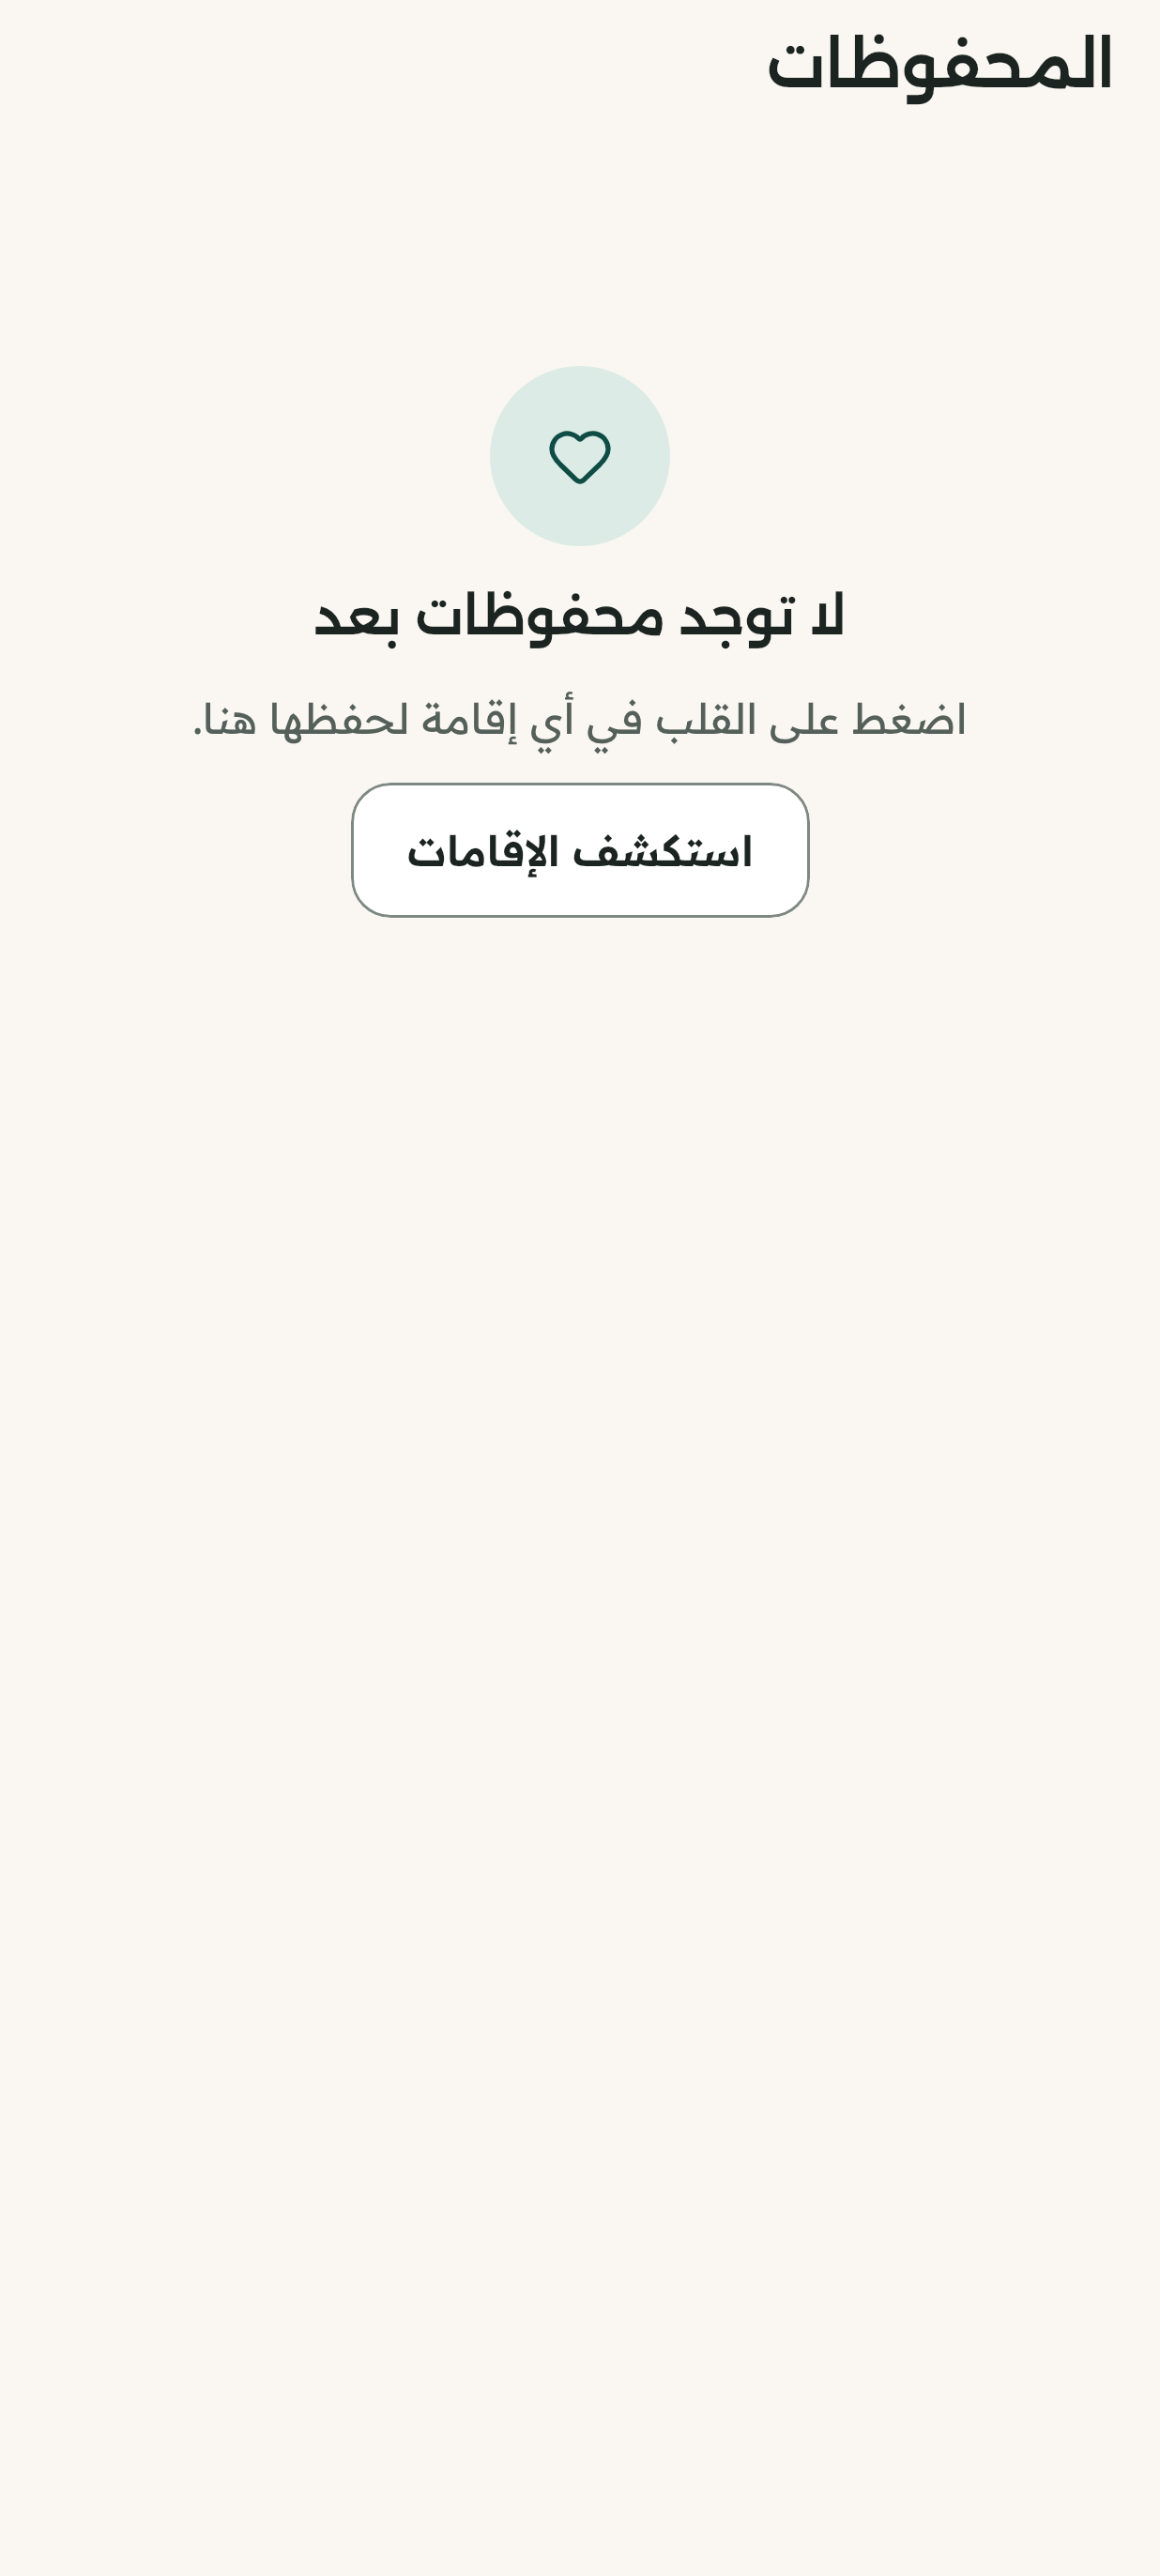 المحفوظات
لا توجد محفوظات بعد
اضغط على القلب في أي إقامة لحفظها هنا.
استكشف الإقامات